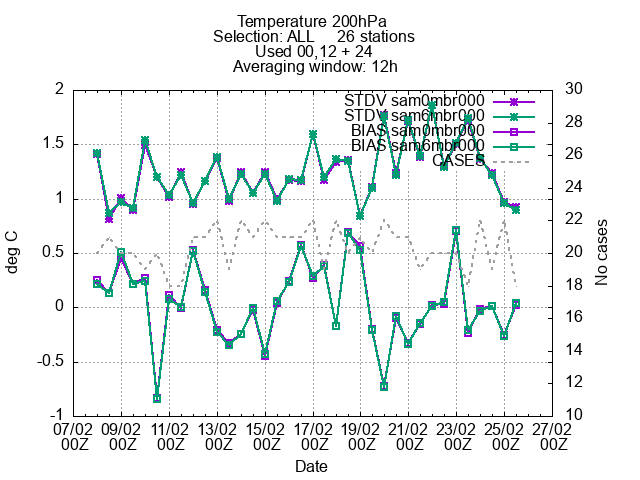 Temperature 200hPa
Selection: ALL 26 stations
Used 00,12 + 24
Averaging window: 12h
STDV sam0mbr000
STDV sam6mbr000
BIAS sam0mbr000
BIAS sam6mbr000
CASES
deg C
2
1.5
1
0.5
0
-0.5
-1
No cases
30
28
26
24
22
20
18
16
14
12
10
07/02 09/02 11/02 13/02 15/02 17/02 19/02 21/02 23/02 25/02 27/02
00Z 00Z 00Z 00Z 00Z 00Z 00Z 00Z 00Z 00Z 00Z
Date